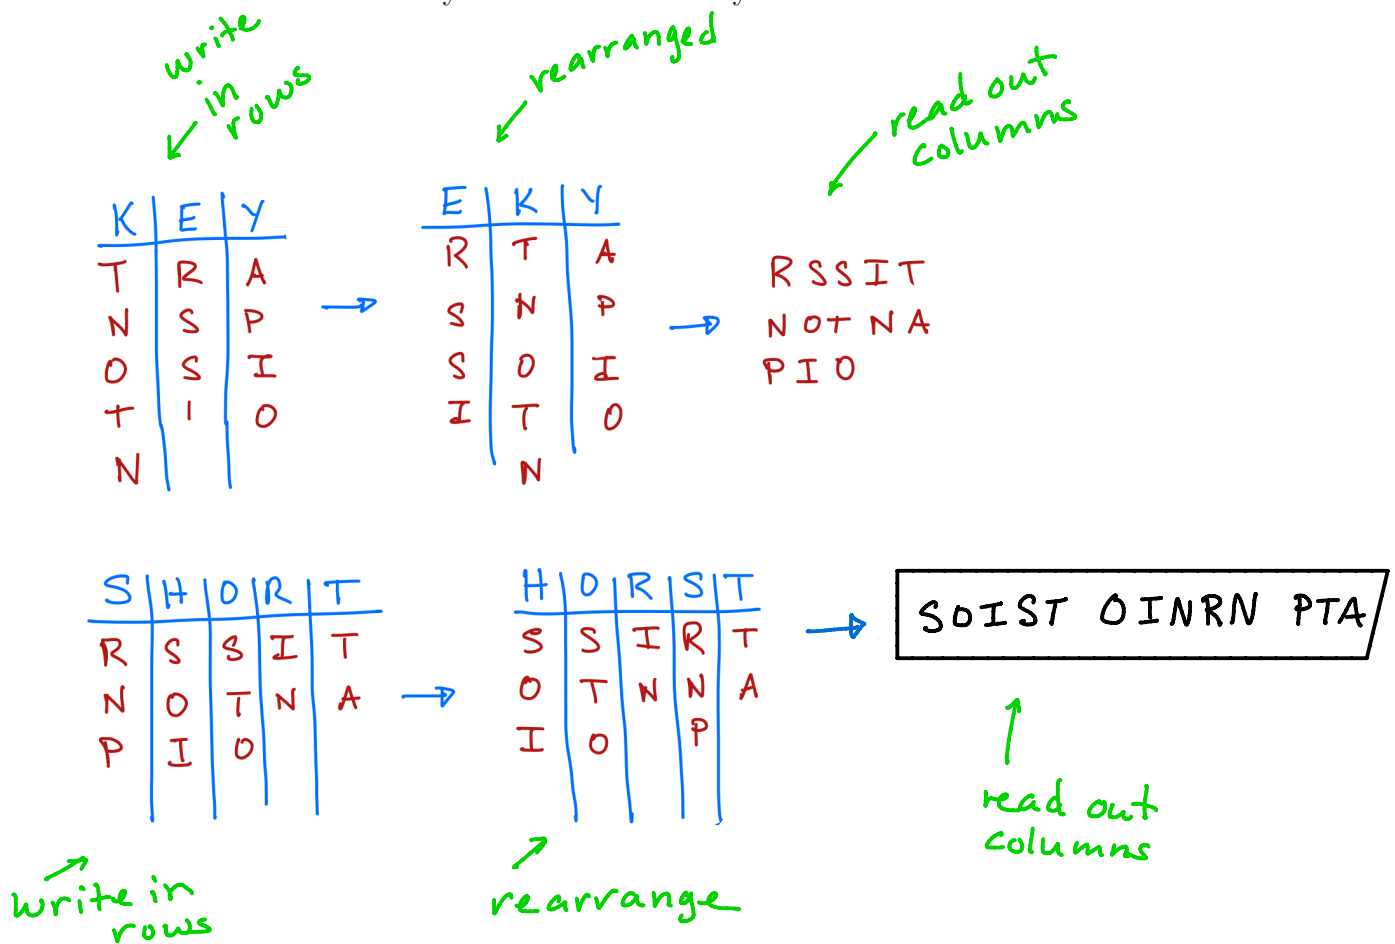 write
in
rows
rearranged
read out
columns
K E Y
T R A
N S P
O S I
T I O
N
E K Y
R T A
S N P
S O I
I T O
N
RSSIT
NOTNA
PIO
S H O R T
R S S I T
N O T N A
P I O
H O R S T
S S I R T
O T N N A
I O P
SOIST OINRN PTA
write in
rows
rearrange
read out
columns